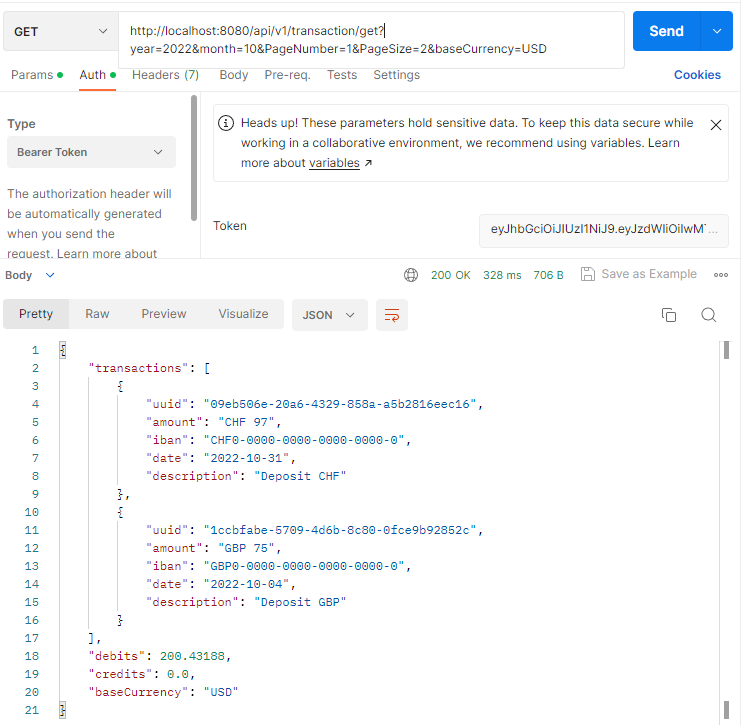 GET
http://localhost:8080/api/v1/transaction/get?
year=2022&month=10&PageNumber=1&PageSize=2&baseCurrency=USD
Send
Params Auth Headers (7) Body Pre-req. Tests Settings Cookies
Type
Bearer Token
The authorization header will
be automatically generated
when you send the
request. Learn more about
Heads up! These parameters hold sensitive data. To keep this data secure while
working in a collaborative environment, we recommend using variables. Learn
more about variables ↗
Token
eyJhbGciOiJIUzI1NiJ9.eyJzdWIiOiIwM...
Body 200 OK 328 ms 706 B Save as Example
Pretty Raw Preview Visualize JSON
1 {
2 "transactions": [
3 {
4 "uuid": "09eb506e-20a6-4329-858a-a5b2816eec16",
5 "amount": "CHF 97",
6 "iban": "CHF0-0000-0000-0000-0000-0",
7 "date": "2022-10-31",
8 "description": "Deposit CHF"
9 },
10 {
11 "uuid": "1ccbfabe-5709-4d6b-8c80-0fce9b92852c",
12 "amount": "GBP 75",
13 "iban": "GBP0-0000-0000-0000-0000-0",
14 "date": "2022-10-04",
15 "description": "Deposit GBP"
16 }
17 ],
18 "debits": 200.43188,
19 "credits": 0.0,
20 "baseCurrency": "USD"
21 }